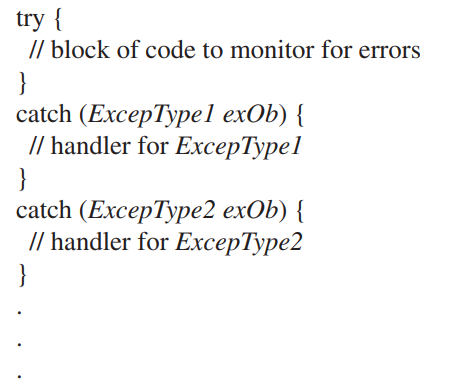 try {
// block of code to monitor for errors
}
catch (ExcepType1 exOb) {
// handler for ExcepType1
}
catch (ExcepType2 exOb) {
// handler for ExcepType2
}
.
.
.